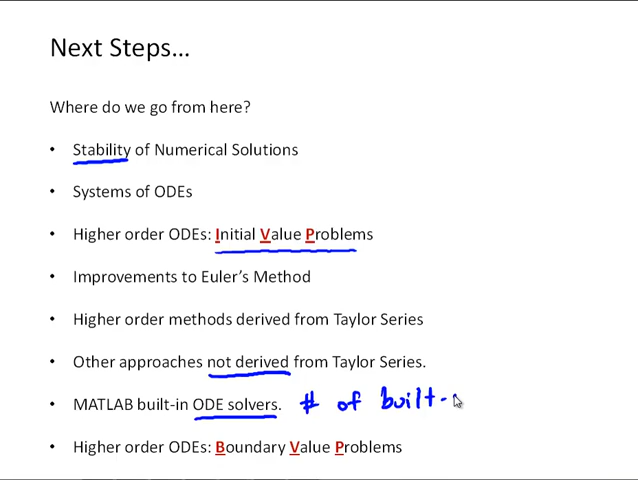 Next Steps...
Where do we go from here?
• Stability of Numerical Solutions
• Systems of ODEs
• Higher order ODEs: Initial Value Problems
• Improvements to Euler's Method
• Higher order methods derived from Taylor Series
• Other approaches not derived from Taylor Series.
• MATLAB built-in ODE solvers. # of built-
• Higher order ODEs: Boundary Value Problems